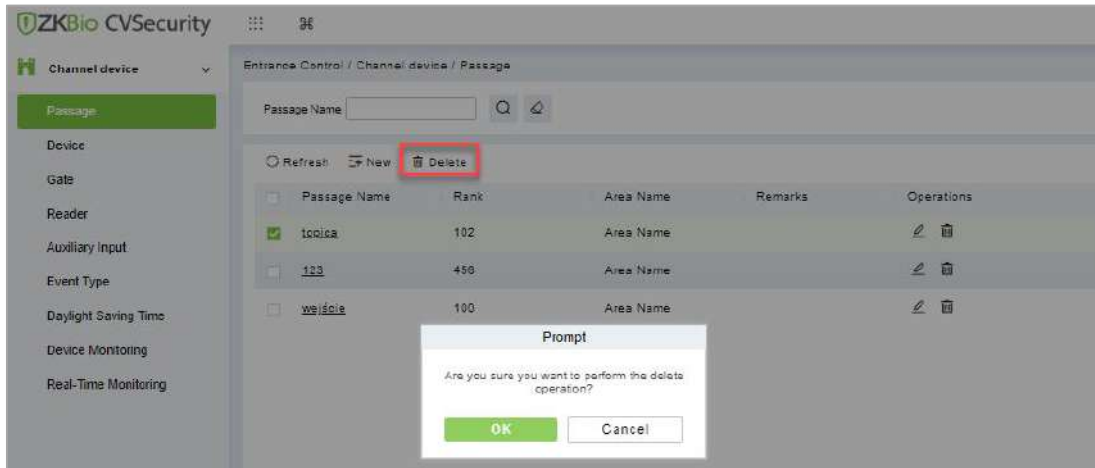 ZKBio CVSecurity
Channel device
Entrance Control / Channel device / Passage
Passage
Passage Name
Device
Refresh New Delete
Gate
Passage Name Rank Area Name Remarks Operations
Reader
topica 102 Area Name
Auxiliary Input
123 456 Area Name
Event Type
wejście 100 Area Name
Daylight Saving Time
Prompt
Device Monitoring
Are you sure you want to perform the delete
operation?
Real-Time Monitoring
OK Cancel